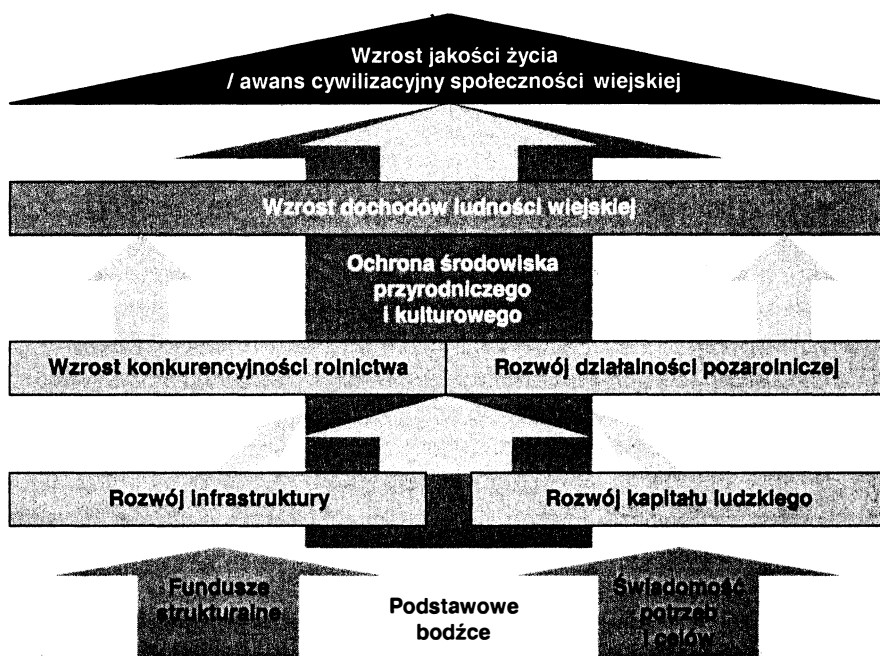 Wzrost jakości życia
/ awans cywilizacyjny społeczności wiejskiej
Wzrost dochodów ludności wiejskiej
Ochrona środowiska
przyrodniczego
i kulturowego
Wzrost konkurencyjności rolnictwa
Rozwój działalności pozarolniczej
Rozwój infrastruktury
Rozwój kapitału ludzkiego
Fundusze
strukturalne
Podstawowe
bodźce
Świadomość
potrzeb
i celów